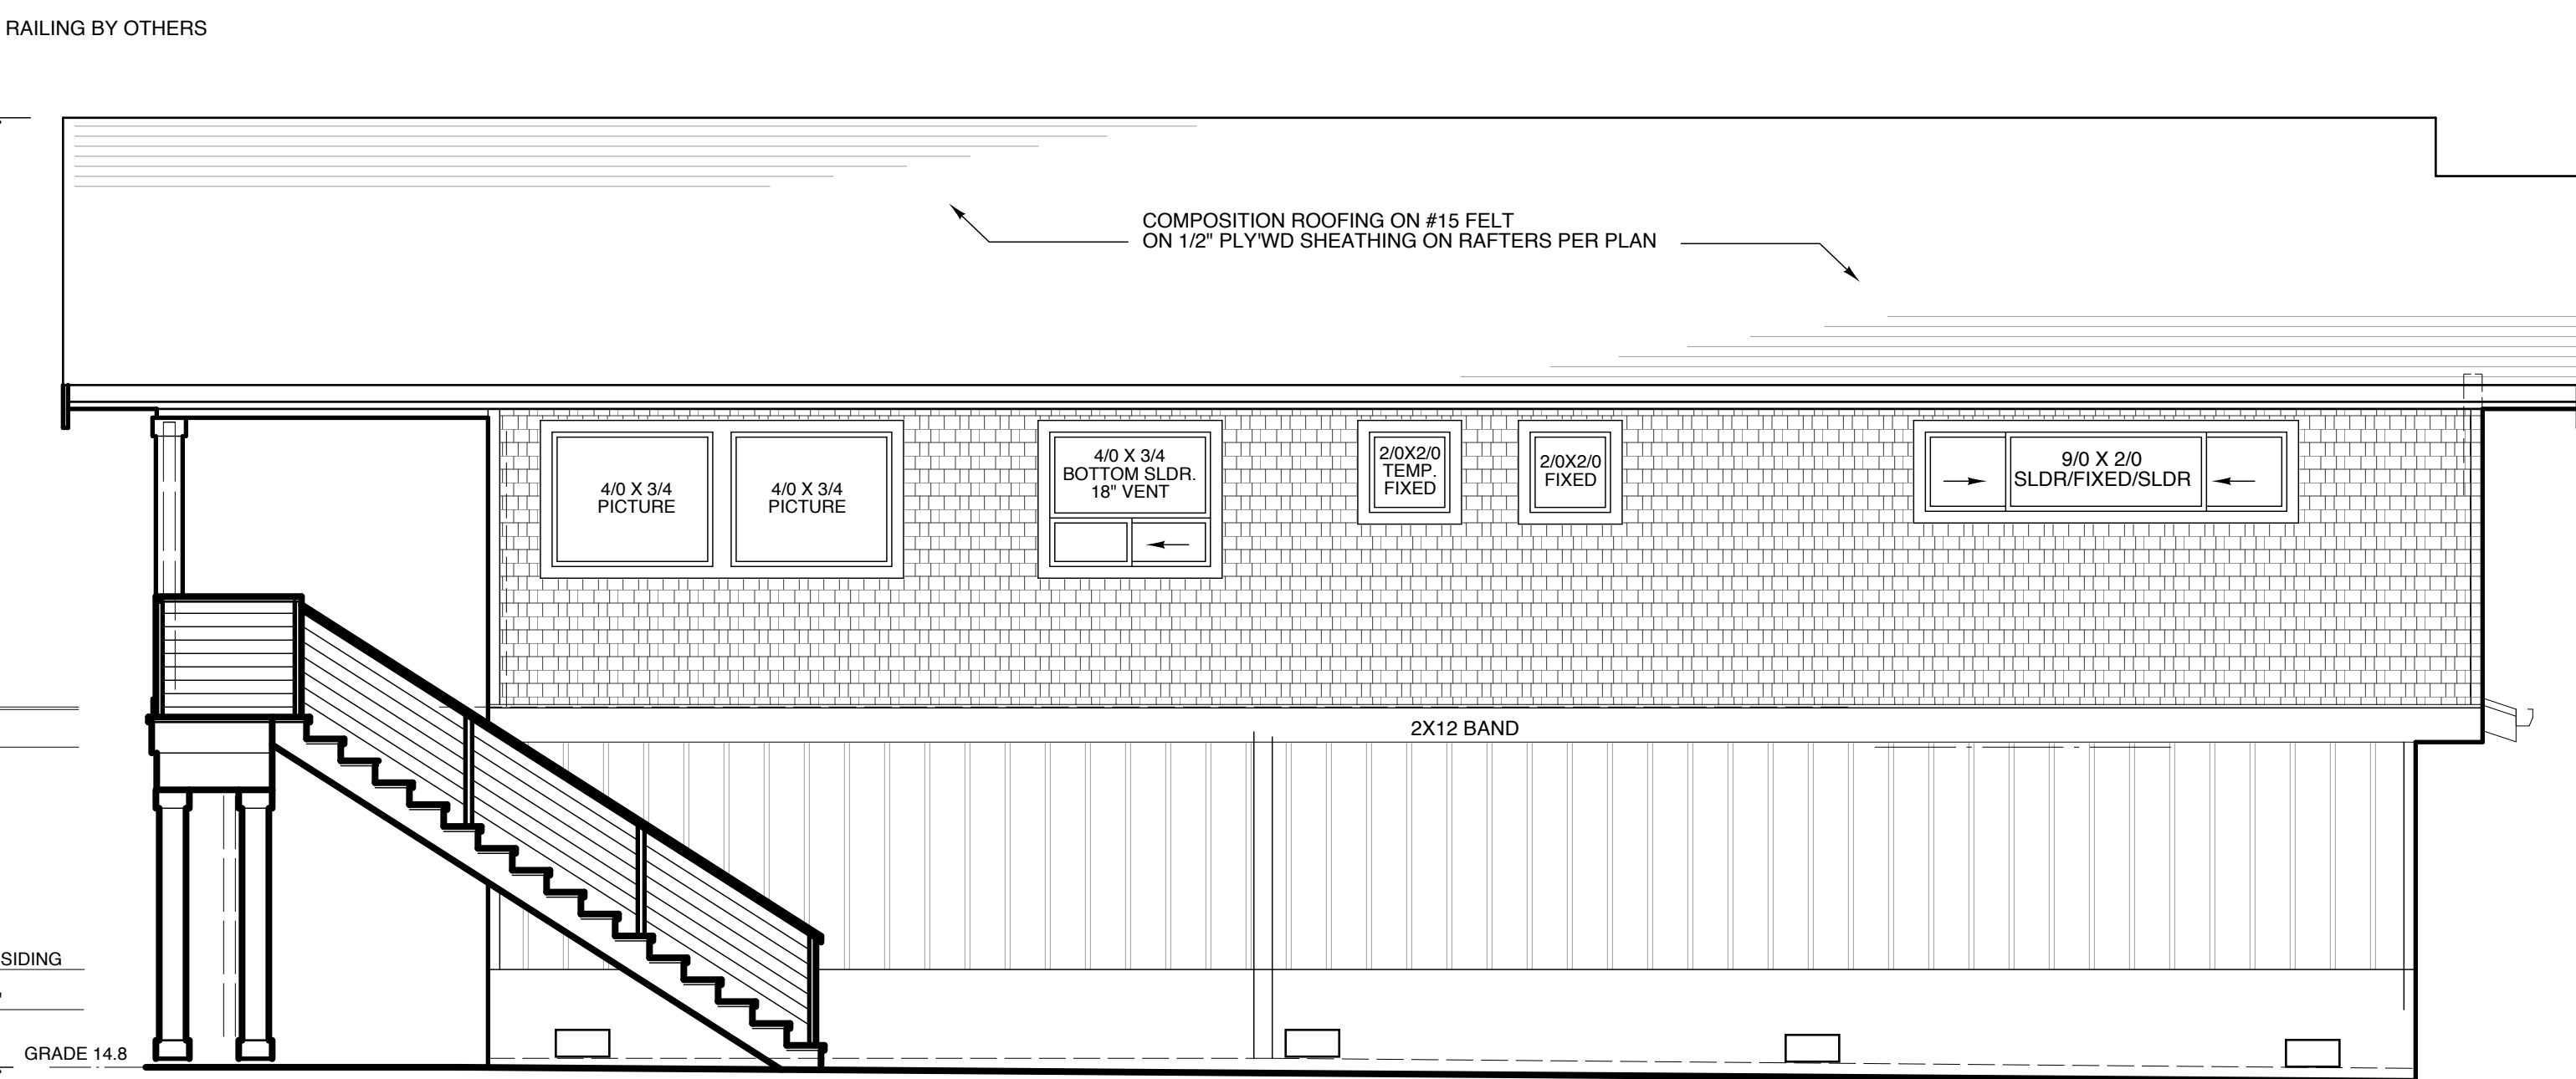 RAILING BY OTHERS
COMPOSITION ROOFING ON #15 FELT
ON 1/2" PLY'WD SHEATHING ON RAFTERS PER PLAN
4/0 X 3/4
PICTURE
4/0 X 3/4
PICTURE
4/0 X 3/4
BOTTOM SLDR.
18" VENT
2/0X2/0
TEMP.
FIXED
2/0X2/0
FIXED
9/0 X 2/0
SLDR/FIXED/SLDR
2X12 BAND
SIDING
GRADE 14.8